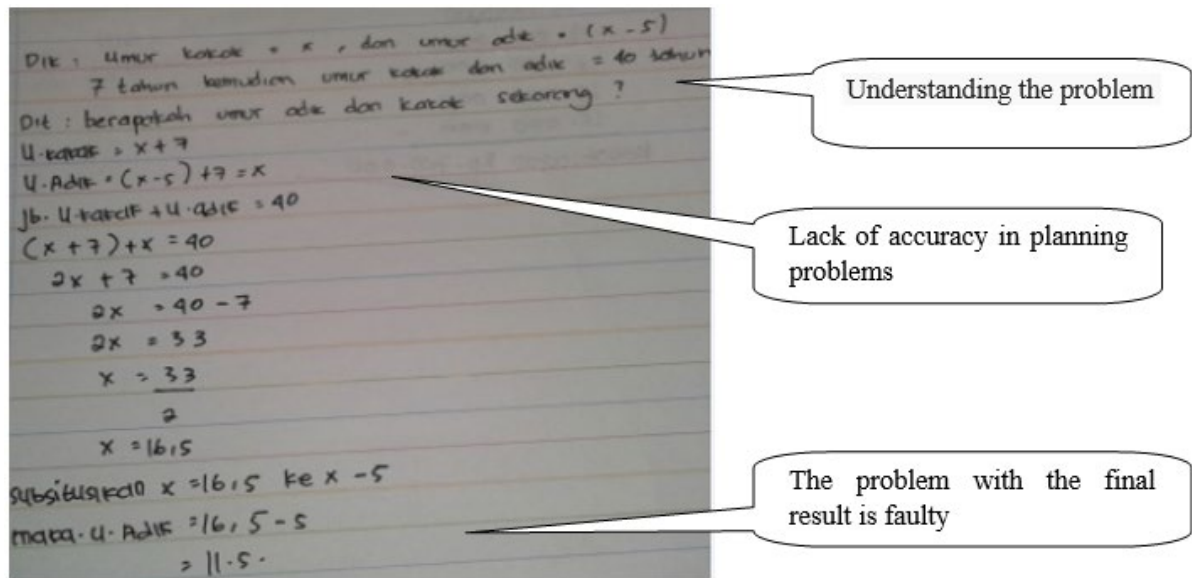 Dik : Umur kakak = x , dan umur adik = (x - 5)
7 tahun kemudian umur kakak dan adik = 40 tahun
Dit : berapakah umur adik dan kakak sekarang ?
U. kakak = x + 7
U. Adik = (x - 5) + 7 = x
Jb. U. kakak + U. adik = 40
(x + 7) + x = 40
2x + 7 = 40
2x = 40 - 7
2x = 33
x = 33
2
x = 16,5
subsitusikan x = 16,5 ke x - 5
maka. U. Adik = 16,5 - 5
= 11.5.
Understanding the problem
Lack of accuracy in planning
problems
The problem with the final
result is faulty